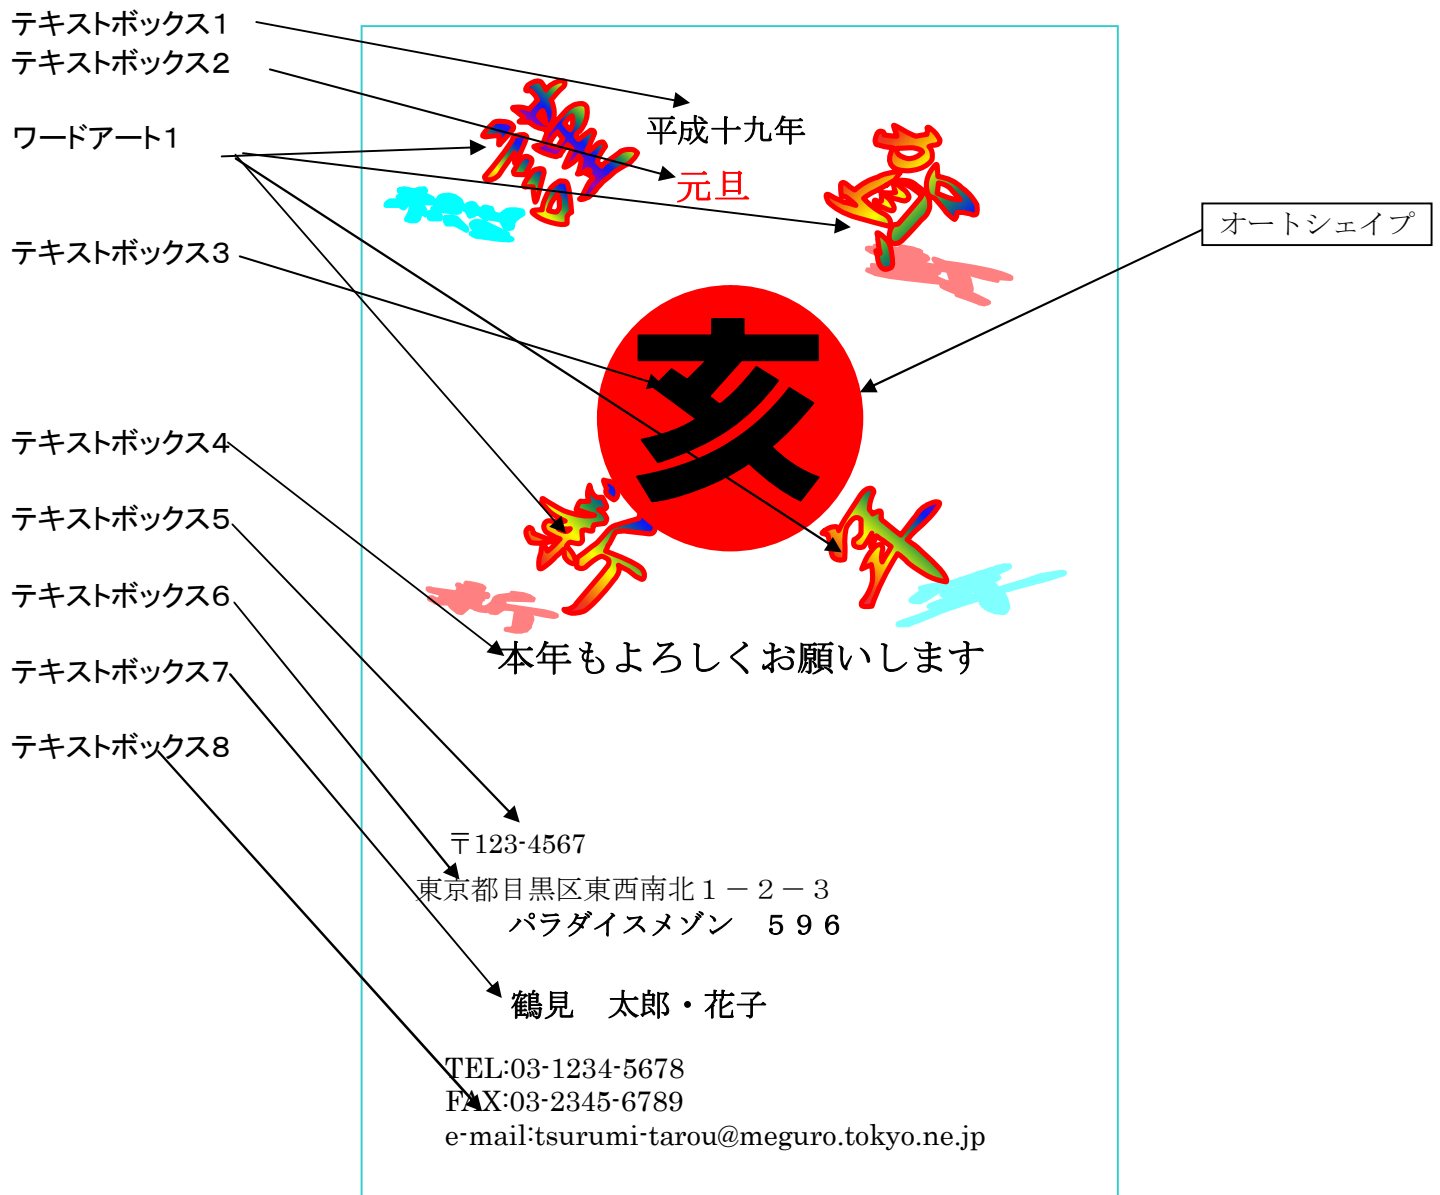 テキストボックス１
テキストボックス２
ワードアート１
テキストボックス３
テキストボックス４
テキストボックス５
テキストボックス６
テキストボックス７
テキストボックス８
オートシェイプ
平成十九年
元旦
謹
賀
亥
新
年
本年もよろしくお願いします
〒123-4567
東京都目黒区東西南北１－２－３
パラダイスメゾン　５９６
鶴見　太郎・花子
TEL:03-1234-5678
FAX:03-2345-6789
e-mail:tsurumi-tarou@meguro.tokyo.ne.jp